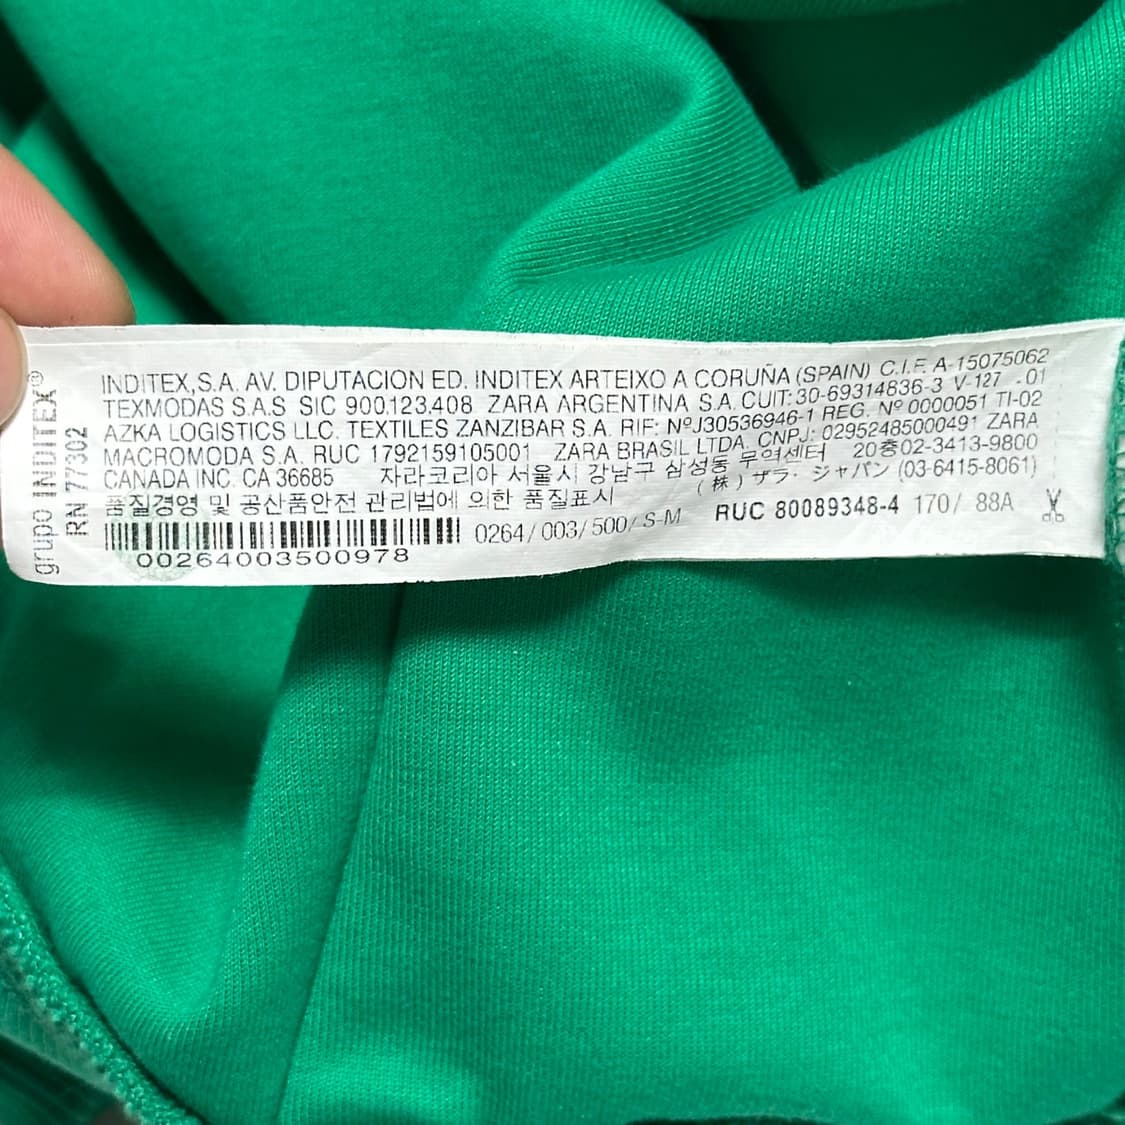 grupo INDITEX®
RN 77302
INDITEX,S.A. AV. DIPUTACION ED. INDITEX ARTEIXO A CORUÑA (SPAIN) C.I.F. A-15075062
TEXMODAS S.A.S SIC 900.123.408 ZARA ARGENTINA S.A. CUIT: 30-69314836-3 V-127 -01
AZKA LOGISTICS LLC. TEXTILES ZANZIBAR S.A. RIF: NºJ30536946-1 REG. Nº 0000051 TI-02
MACROMODA S.A. RUC 1792159105001 ZARA BRASIL LTDA. CNPJ: 02952485000491 ZARA
CANADA INC. CA 36685 자라코리아 서울시 강남구 삼성동 무역센터 20층02-3413-9800
품질경영 및 공산품안전 관리법에 의한 품질표시 (株) ザラ・ジャパン (03-6415-8061)
0264/003/500/S-M RUC 80089348-4 170/ 88A
002640035009​78